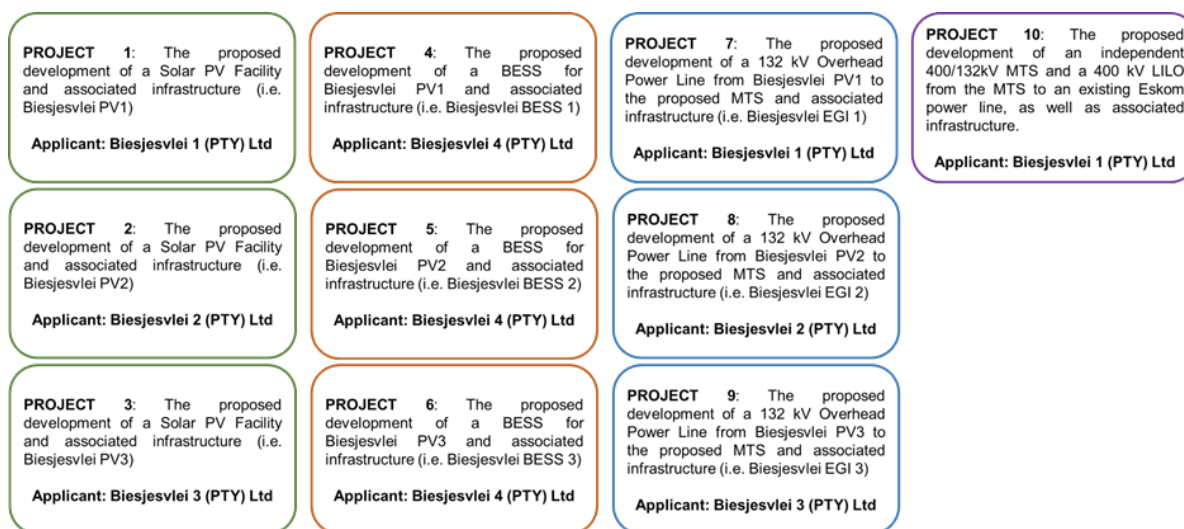 PROJECT 1: The proposed
development of a Solar PV Facility
and associated infrastructure (i.e.
Biesjesvlei PV1)
Applicant: Biesjesvlei 1 (PTY) Ltd
PROJECT 2: The proposed
development of a Solar PV Facility
and associated infrastructure (i.e.
Biesjesvlei PV2)
Applicant: Biesjesvlei 2 (PTY) Ltd
PROJECT 3: The proposed
development of a Solar PV Facility
and associated infrastructure (i.e.
Biesjesvlei PV3)
Applicant: Biesjesvlei 3 (PTY) Ltd
PROJECT 4: The proposed
development of a BESS for
Biesjesvlei PV1 and associated
infrastructure (i.e. Biesjesvlei BESS 1)
Applicant: Biesjesvlei 4 (PTY) Ltd
PROJECT 5: The proposed
development of a BESS for
Biesjesvlei PV2 and associated
infrastructure (i.e. Biesjesvlei BESS 2)
Applicant: Biesjesvlei 4 (PTY) Ltd
PROJECT 6: The proposed
development of a BESS for
Biesjesvlei PV3 and associated
infrastructure (i.e. Biesjesvlei BESS 3)
Applicant: Biesjesvlei 4 (PTY) Ltd
PROJECT 7: The proposed
development of a 132 kV Overhead
Power Line from Biesjesvlei PV1 to
the proposed MTS and associated
infrastructure (i.e. Biesjesvlei EGI 1)
Applicant: Biesjesvlei 1 (PTY) Ltd
PROJECT 8: The proposed
development of a 132 kV Overhead
Power Line from Biesjesvlei PV2 to
the proposed MTS and associated
infrastructure (i.e. Biesjesvlei EGI 2)
Applicant: Biesjesvlei 2 (PTY) Ltd
PROJECT 9: The proposed
development of a 132 kV Overhead
Power Line from Biesjesvlei PV3 to
the proposed MTS and associated
infrastructure (i.e. Biesjesvlei EGI 3)
Applicant: Biesjesvlei 3 (PTY) Ltd
PROJECT 10: The proposed
development of an independent
400/132kV MTS and a 400 kV LILO
from the MTS to an existing Eskom
power line, as well as associated
infrastructure.
Applicant: Biesjesvlei 1 (PTY) Ltd